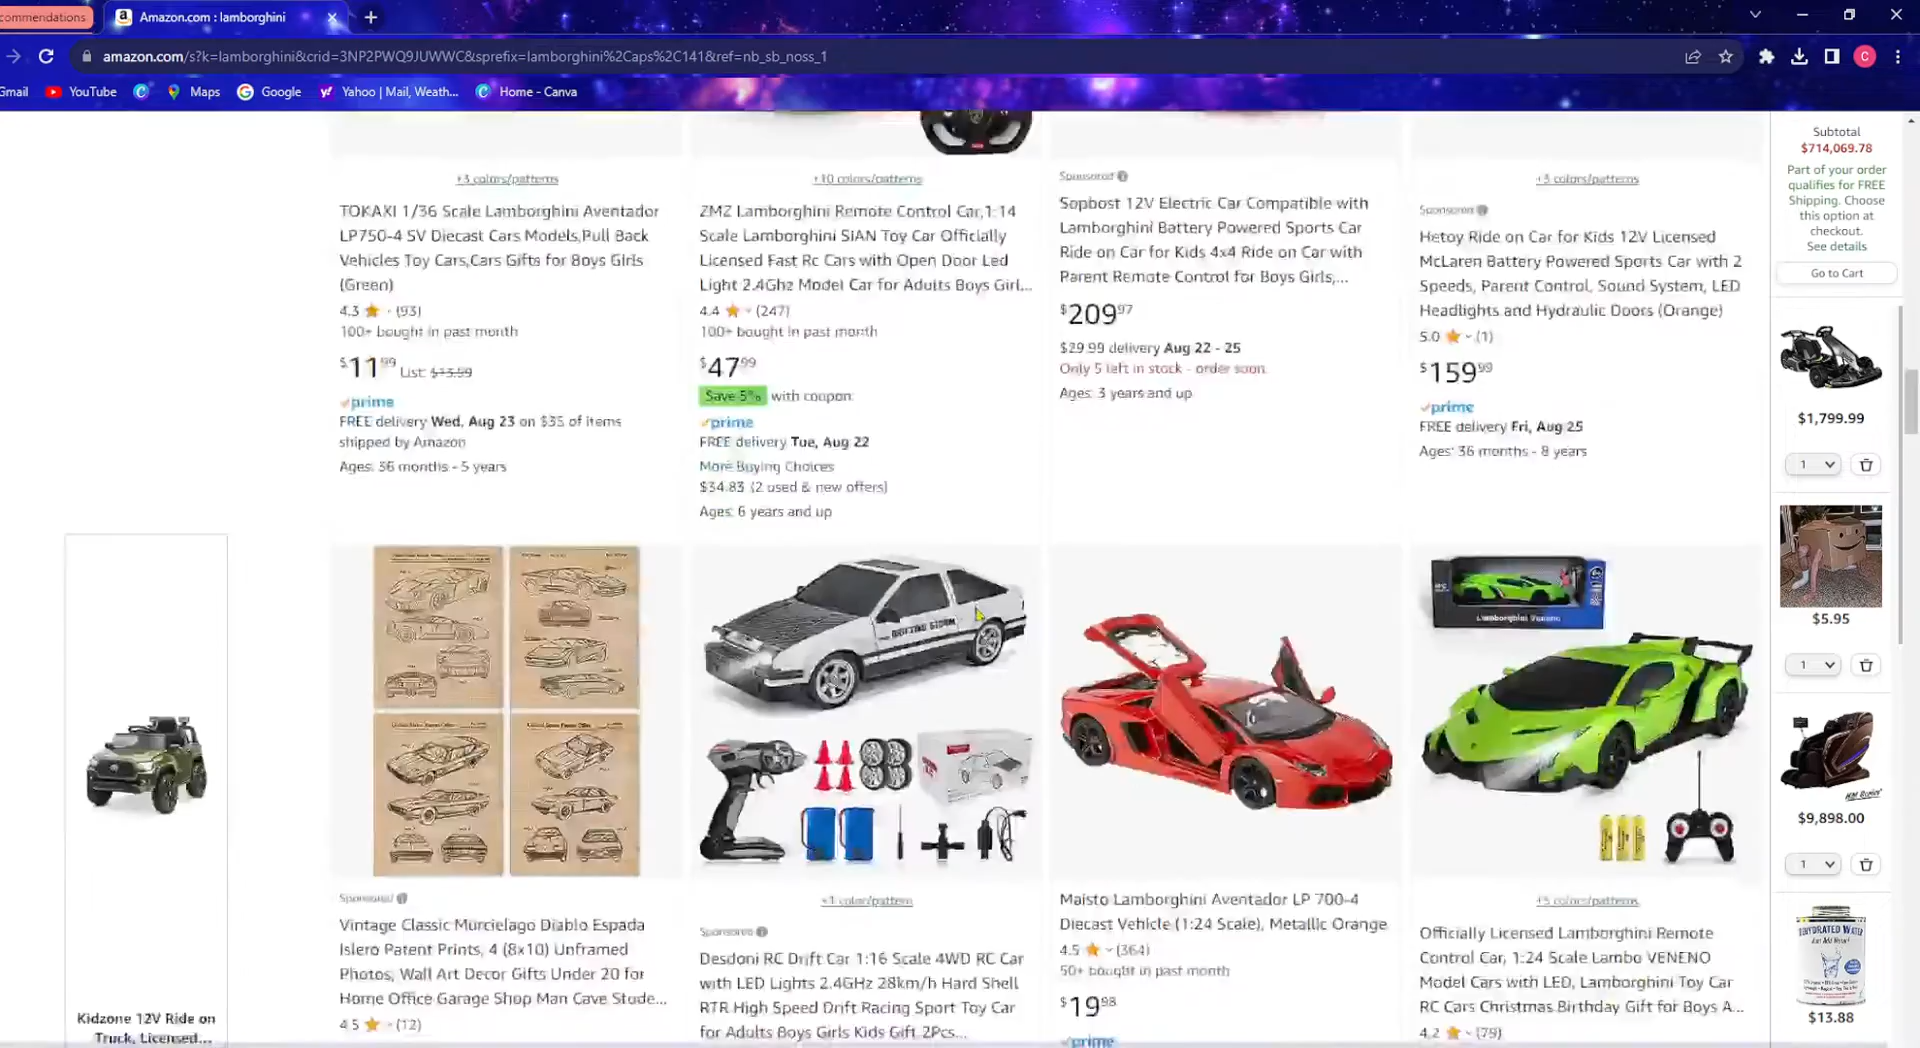 commendations
Amazon.com : lamborghini
amazon.com/s?k=lamborghini&crid=3NP2PWQ9JUWWC&sprefix=lamborghini%2Caps%2C141&ref=nb_sb_noss_1
C
Gmail
YouTube
Maps
Google
Yahoo | Mail, Weath...
Home - Canva
+3 colors/patterns
TOKAXI 1/36 Scale Lamborghini Aventador
LP750-4 SV Diecast Cars Models,Pull Back
Vehicles Toy Cars,Cars Gifts for Boys Girls
(Green)
4.3 (93)
100+ bought in past month
$11.99 List: $13.99
prime
FREE delivery Wed, Aug 23 on $35 of items
shipped by Amazon
Ages: 36 months - 5 years
+10 colors/patterns
ZMZ Lamborghini Remote Control Car,1:14
Scale Lamborghini SIAN Toy Car Officially
Licensed Fast Rc Cars with Open Door Led
Light 2.4Ghz Model Car for Adults Boys Girl...
4.4 (247)
100+ bought in past month
$47.99
Save 5% with coupon
prime
FREE delivery Tue, Aug 22
More Buying Choices
$34.83 (2 used & new offers)
Ages: 6 years and up
Sponsored
Sopbost 12V Electric Car Compatible with
Lamborghini Battery Powered Sports Car
Ride on Car for Kids 4x4 Ride on Car with
Parent Remote Control for Boys Girls,...
$209.97
$29.99 delivery Aug 22 - 25
Only 5 left in stock - order soon.
Ages: 3 years and up
+3 colors/patterns
Sponsored
Hetoy Ride on Car for Kids 12V Licensed
McLaren Battery Powered Sports Car with 2
Speeds, Parent Control, Sound System, LED
Headlights and Hydraulic Doors (Orange)
5.0 (1)
$159.99
prime
FREE delivery Fri, Aug 25
Ages: 36 months - 8 years
Subtotal
$714,069.78
Part of your order
qualifies for FREE
Shipping. Choose
this option at
checkout.
See details
Go to Cart
$1,799.99
1
$5.95
1
$9,898.00
1
DEHYDRATED WATER
$13.88
Kidzone 12V Ride on
Truck, Licensed...
Sponsored
Vintage Classic Murcielago Diablo Espada
Islero Patent Prints, 4 (8x10) Unframed
Photos, Wall Art Decor Gifts Under 20 for
Home Office Garage Shop Man Cave Stude...
4.5 (12)
+1 color/pattern
Sponsored
Desdoni RC Drift Car 1:16 Scale 4WD RC Car
with LED Lights 2.4GHz 28km/h Hard Shell
RTR High Speed Drift Racing Sport Toy Car
for Adults Boys Girls Kids Gift 2Pcs...
Maisto Lamborghini Aventador LP 700-4
Diecast Vehicle (1:24 Scale), Metallic Orange
4.5 (364)
50+ bought in past month
$19.98
prime
Lamborghini Veneno
+5 colors/patterns
Officially Licensed Lamborghini Remote
Control Car, 1:24 Scale Lambo VENENO
Model Cars with LED, Lamborghini Toy Car
RC Cars Christmas Birthday Gift for Boys A...
4.2 (79)